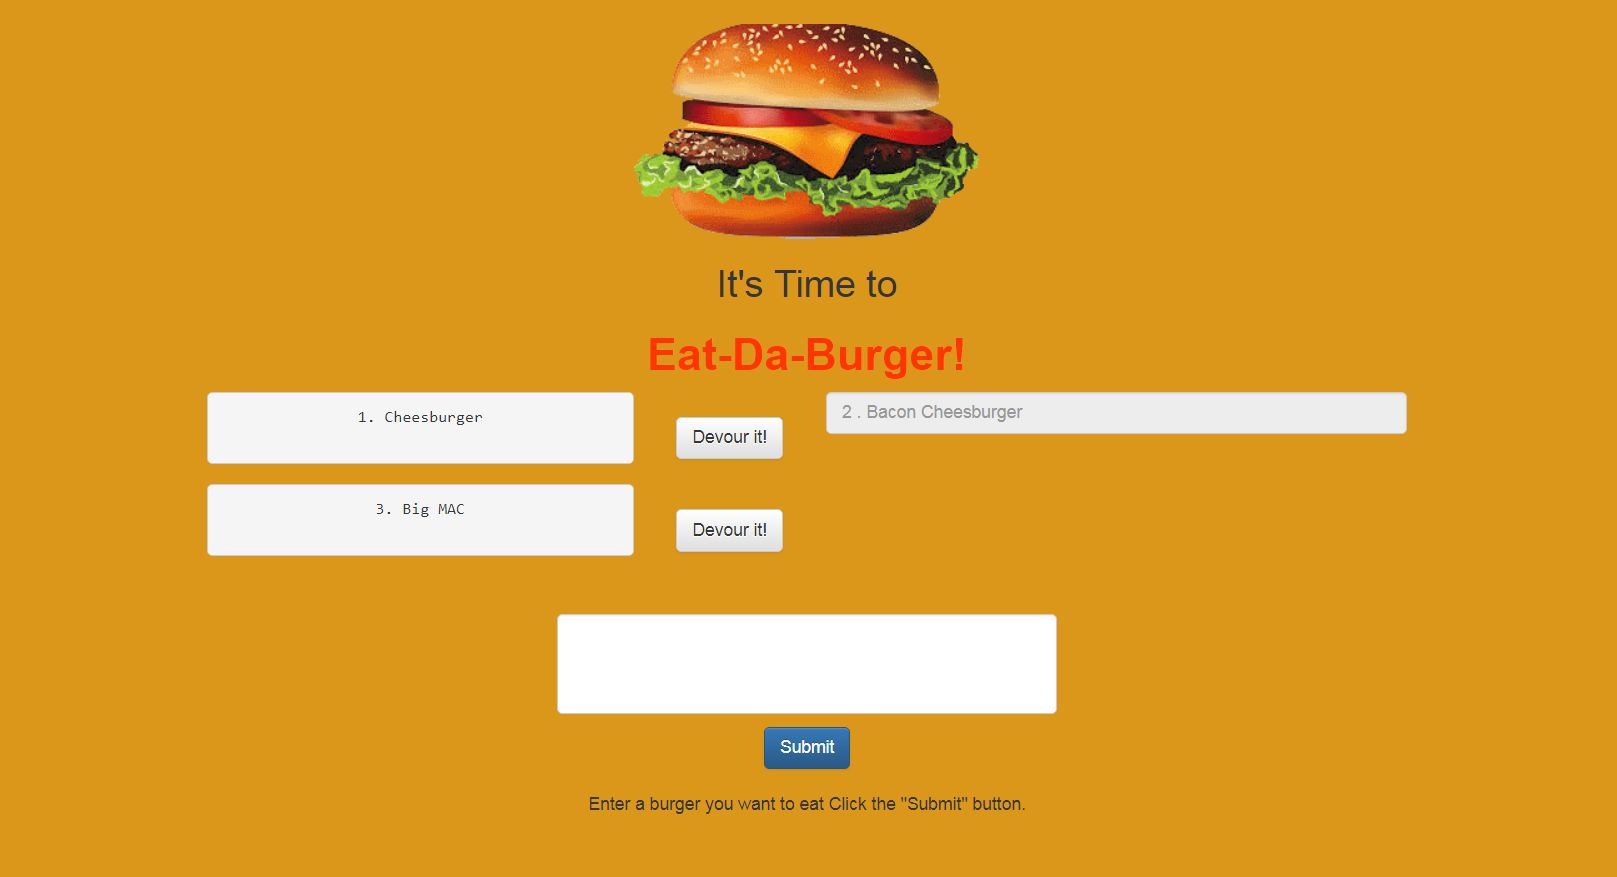 It's Time to
Eat-Da-Burger!
1. Cheesburger
Devour it!
2 . Bacon Cheesburger
3. Big MAC
Devour it!
Submit
Enter a burger you want to eat Click the "Submit" button.